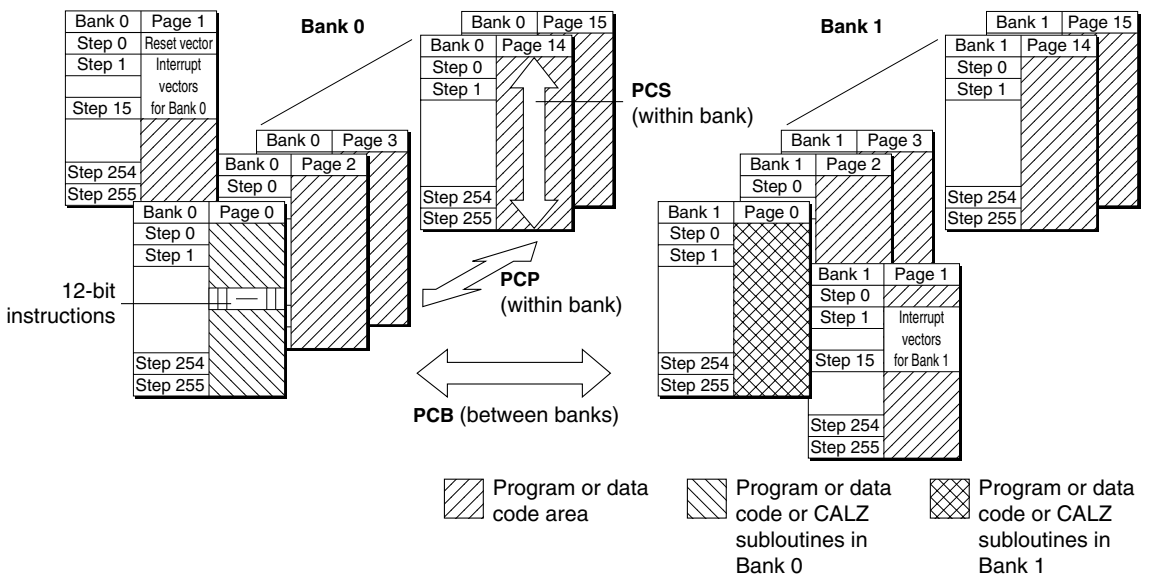 Bank 0 Page 1
Step 0 Reset vector
Step 1 Interrupt
vectors
Step 15 for Bank 0
Step 254
Step 255
Bank 0
Bank 0 Page 15
Bank 0 Page 14
Step 0
Step 1
Step 254
Step 255
PCS
(within bank)
Bank 0 Page 3
Bank 0 Page 2
Step 0
Bank 0 Page 0
Step 0
Step 1
12-bit
instructions
Step 254
Step 255
PCP
(within bank)
PCB (between banks)
Bank 1
Bank 1 Page 15
Bank 1 Page 14
Step 0
Step 1
Step 254
Step 255
Bank 1 Page 3
Bank 1 Page 2
Step 0
Bank 1 Page 0
Step 0
Step 1
Step 254
Step 255
Bank 1 Page 1
Step 0
Step 1 Interrupt
vectors
Step 15 for Bank 1
Step 254
Step 255
Program or data
code area
Program or data
code or CALZ
subloutines in
Bank 0
Program or data
code or CALZ
subloutines in
Bank 1